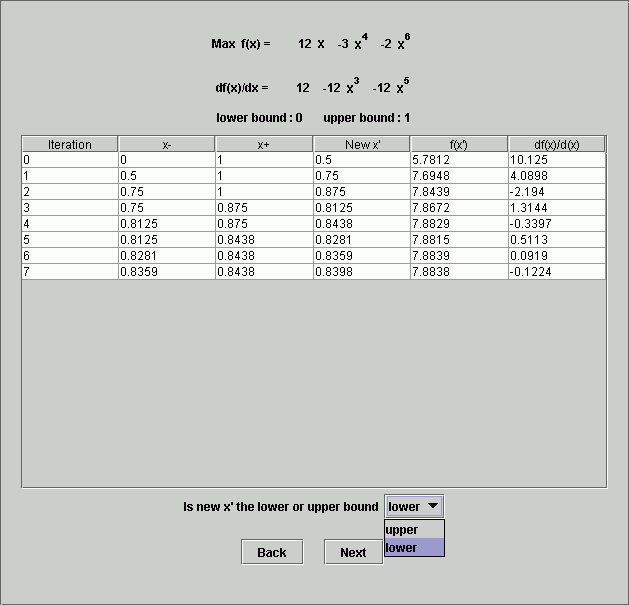 Max f(x) = 12 x -3 x^4 -2 x^6
df(x)/dx = 12 -12 x^3 -12 x^5
lower bound : 0 upper bound : 1
Iteration x- x+ New x' f(x') df(x)/d(x)
0 0 1 0.5 5.7812 10.125
1 0.5 1 0.75 7.6948 4.0898
2 0.75 1 0.875 7.8439 -2.194
3 0.75 0.875 0.8125 7.8672 1.3144
4 0.8125 0.875 0.8438 7.8829 -0.3397
5 0.8125 0.8438 0.8281 7.8815 0.5113
6 0.8281 0.8438 0.8359 7.8839 0.0919
7 0.8359 0.8438 0.8398 7.8838 -0.1224
Is new x' the lower or upper bound lower
upper
lower
Back Next